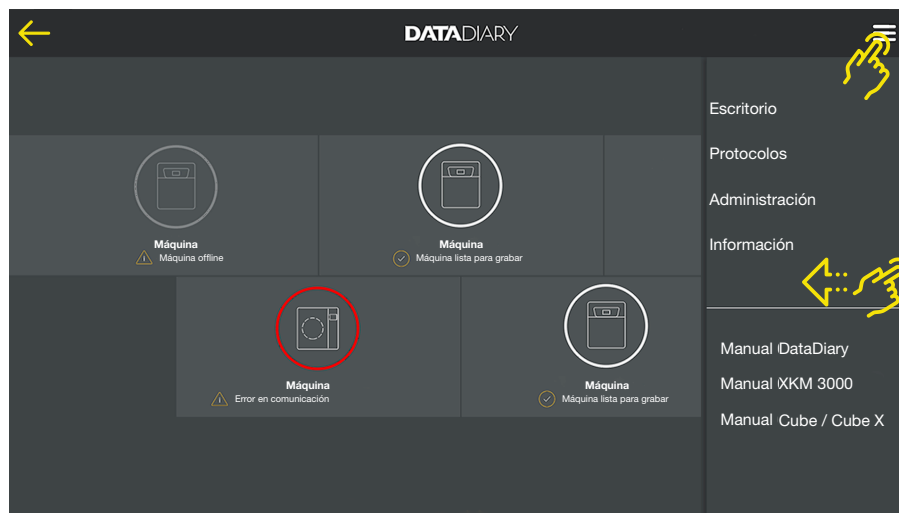 DATADIARY
Escritorio
Protocolos
Administración
Información
Máquina
Máquina offline
Máquina
Máquina lista para grabar
Máquina
Error en comunicación
Máquina
Máquina lista para grabar
Manual DataDiary
Manual XKM 3000
Manual Cube / Cube X